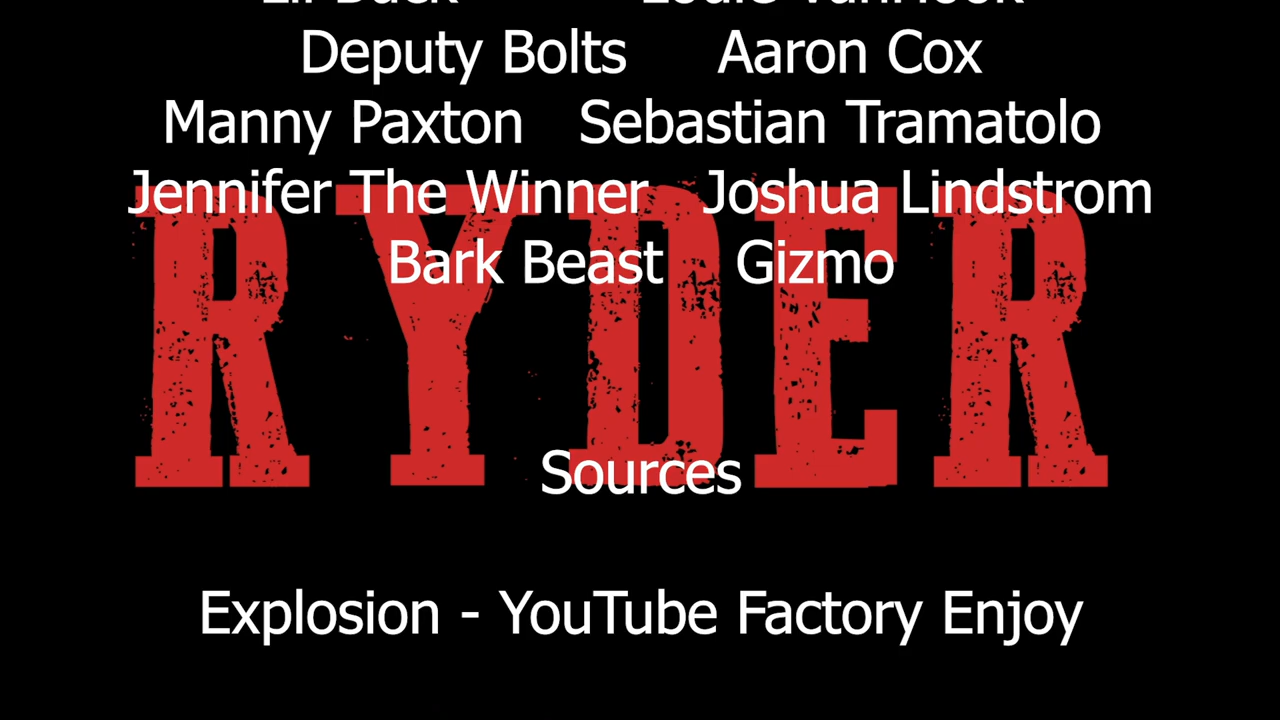 Deputy Bolts Aaron Cox
Manny Paxton Sebastian Tramatolo
Jennifer The Winner Joshua Lindstrom
Bark Beast Gizmo
RYDER
Sources
Explosion - YouTube Factory Enjoy